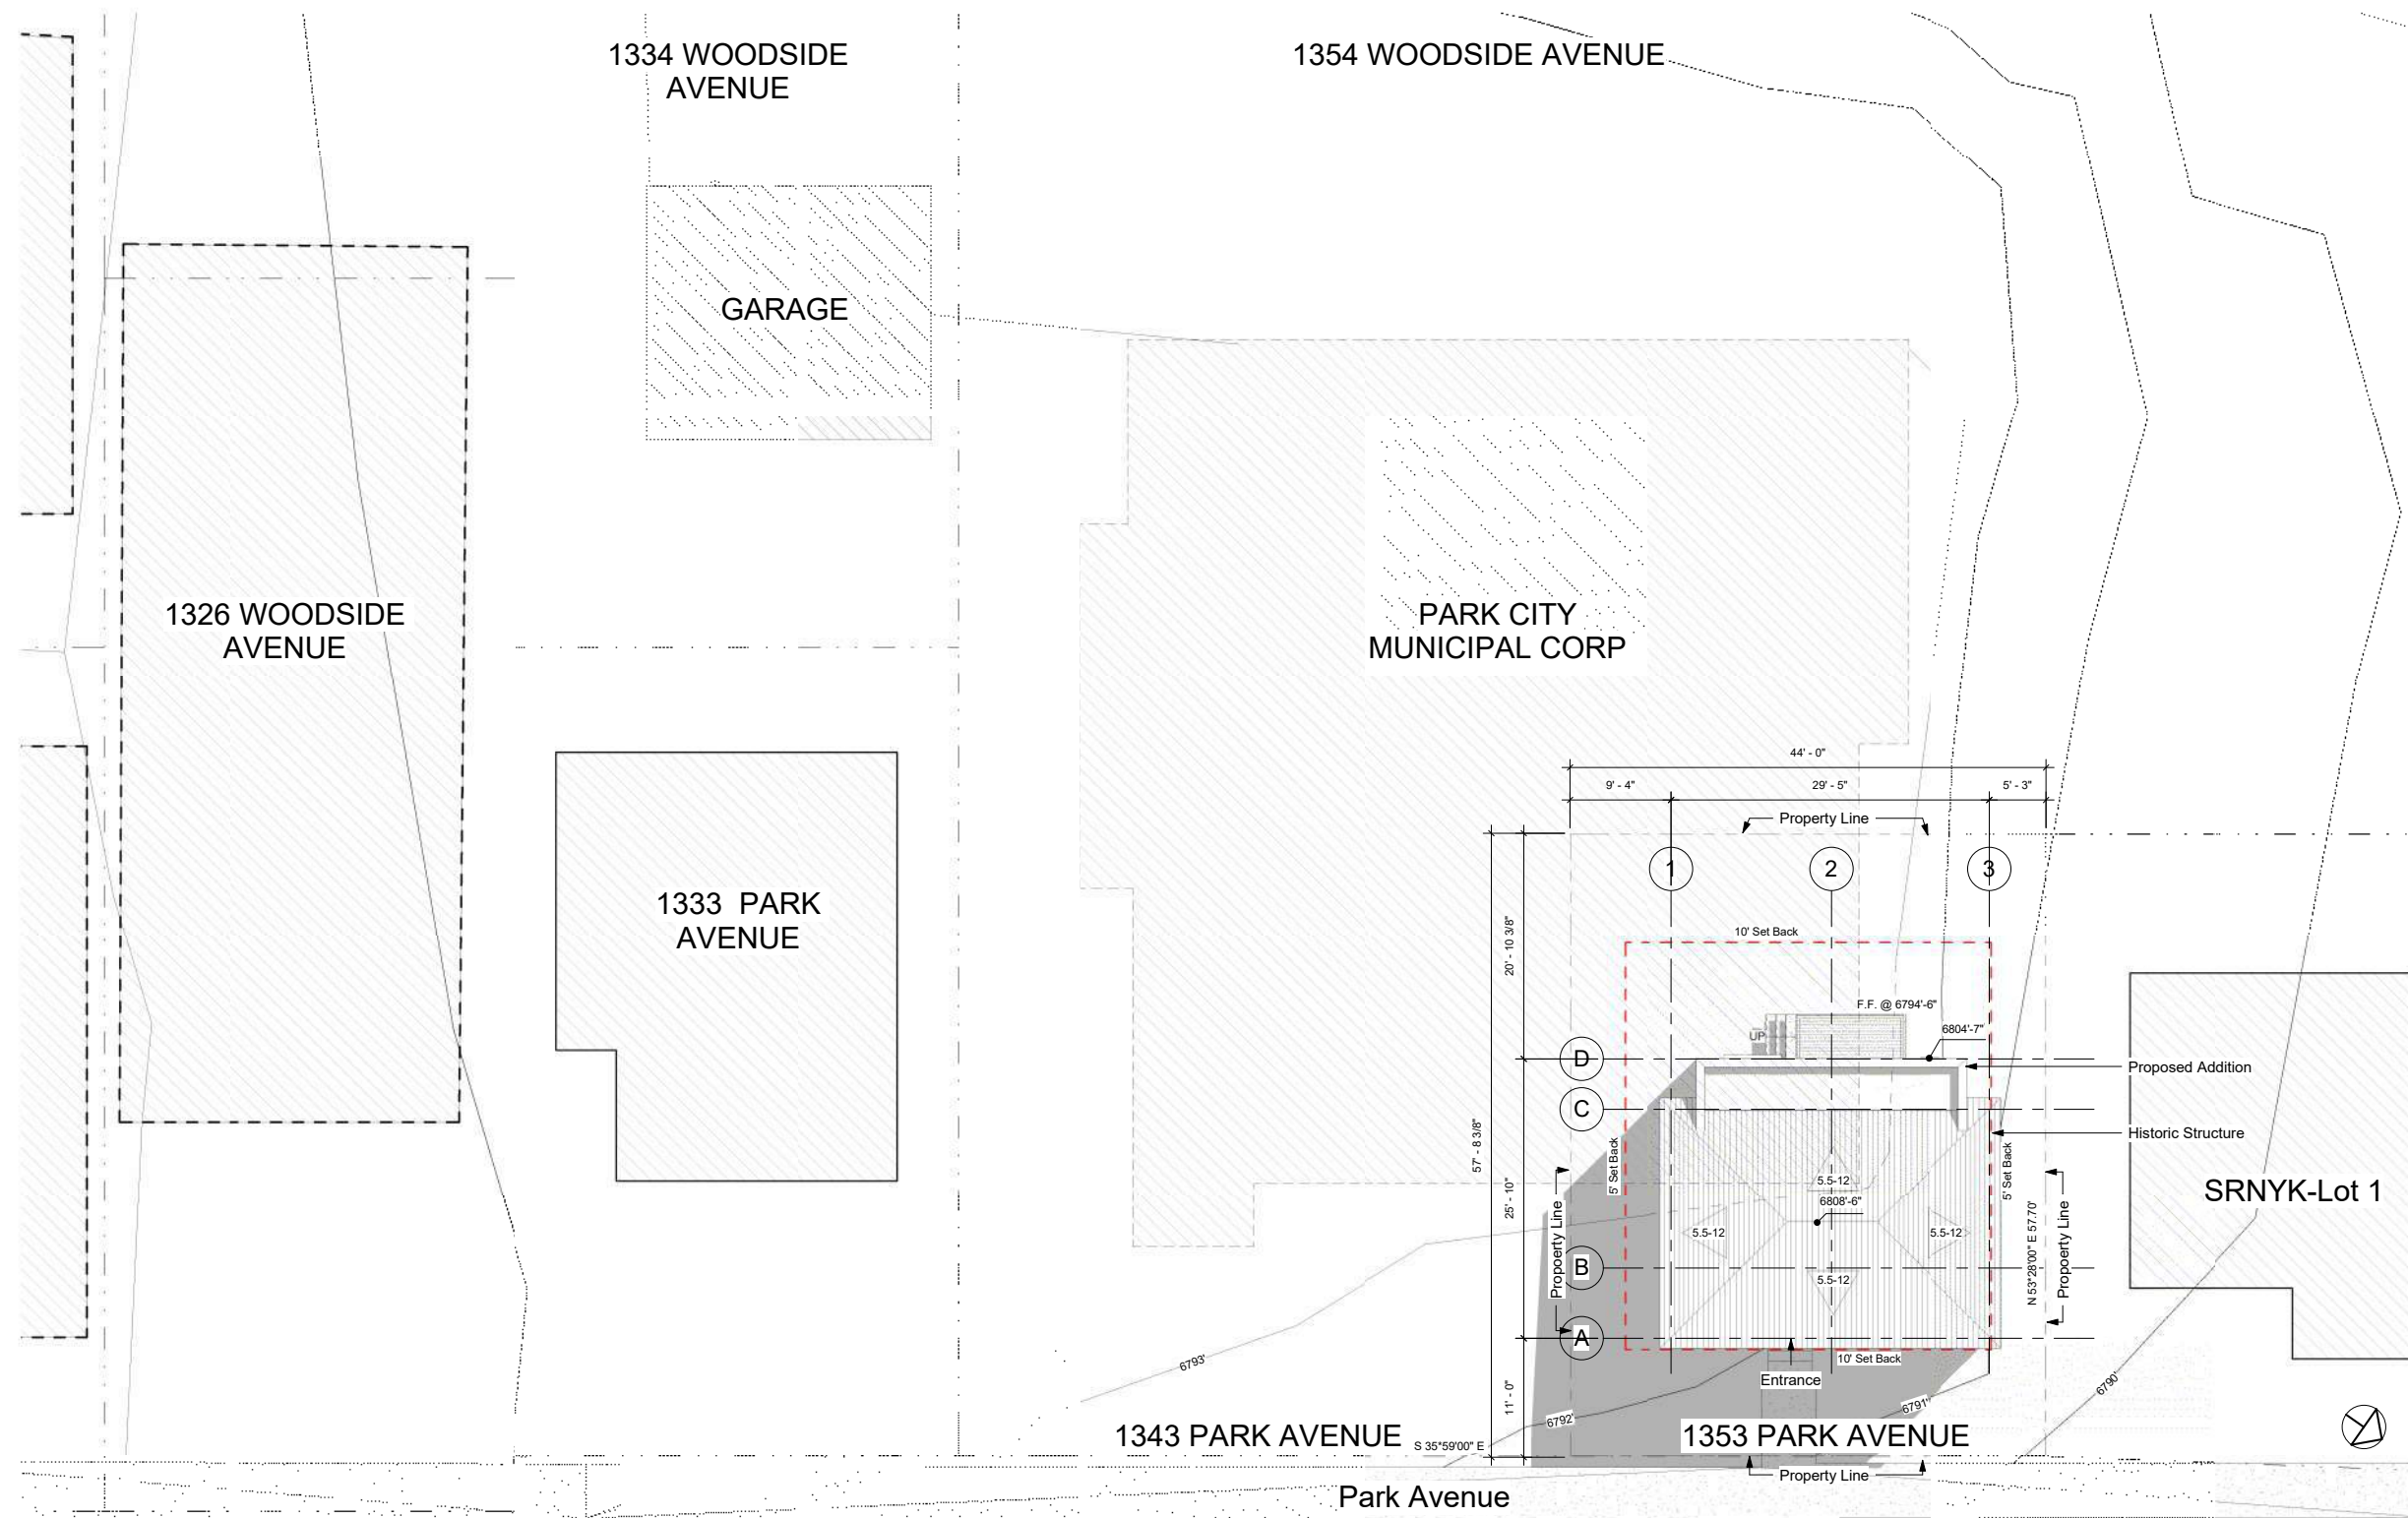 1334 WOODSIDE
AVENUE
1354 WOODSIDE AVENUE
GARAGE
1326 WOODSIDE
AVENUE
PARK CITY
MUNICIPAL CORP
1333 PARK
AVENUE
44' - 0"
9' - 4"
29' - 5"
5' - 3"
Property Line
1
2
3
20' - 10 3/8"
10' Set Back
F.F. @ 6794'-6"
UP
6804'-7"
D
Proposed Addition
C
Historic Structure
57' - 8 3/8"
5' Set Back
5' Set Back
25' - 10"
5.5-12
6808'-6"
SRNYK-Lot 1
Property Line
5.5-12
5.5-12
N 53°28'00" E 57.70'
Property Line
B
5.5-12
A
10' Set Back
Entrance
6793'
11' - 0"
6792'
6791'
6790'
1343 PARK AVENUE
S 35°59'00" E
1353 PARK AVENUE
Property Line
Park Avenue